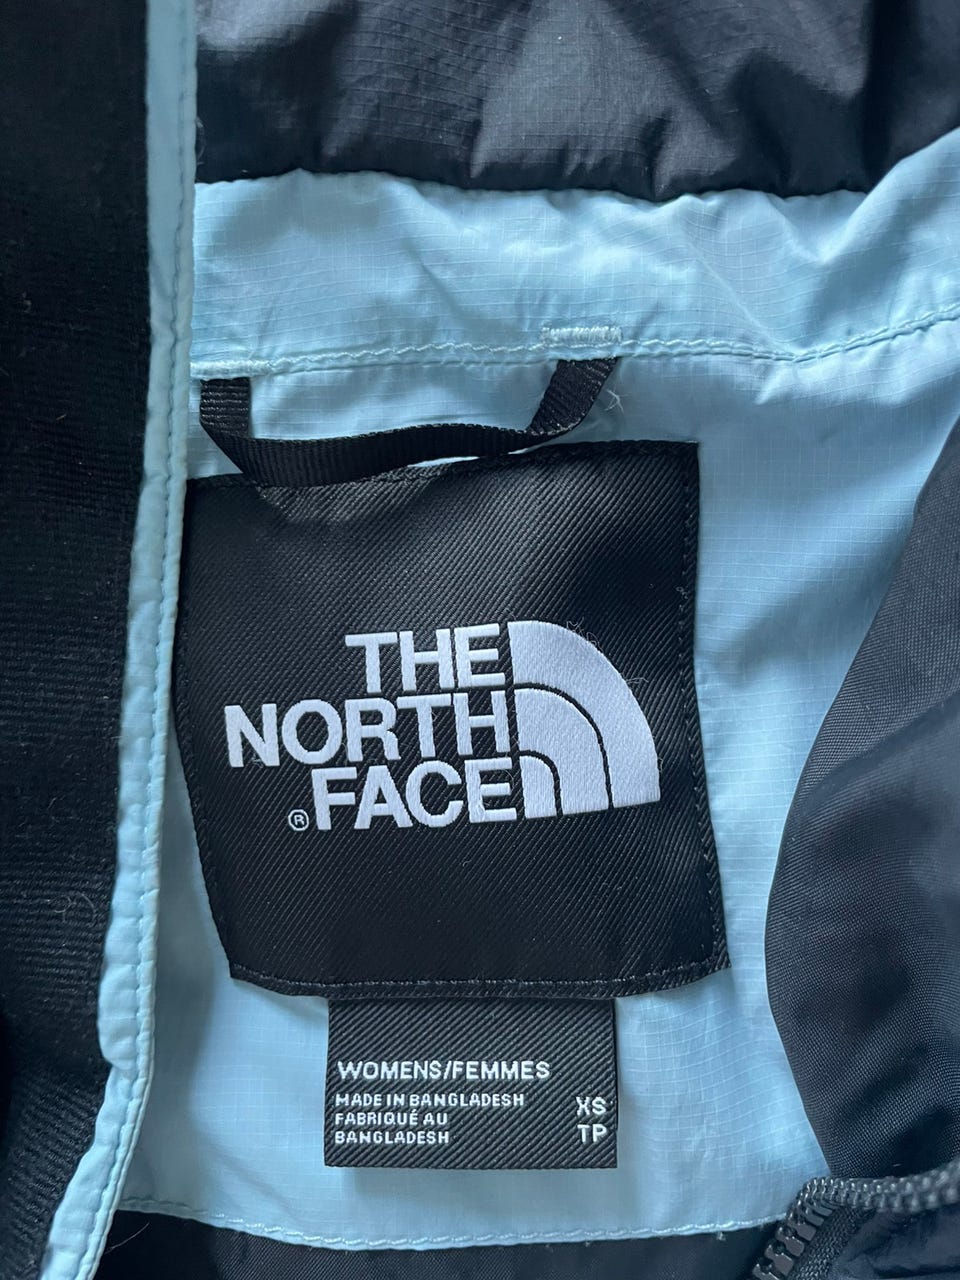 THE
NORTH
® FACE
WOMENS/FEMMES
MADE IN BANGLADESH
FABRIQUÉ AU
BANGLADESH
XS
TP